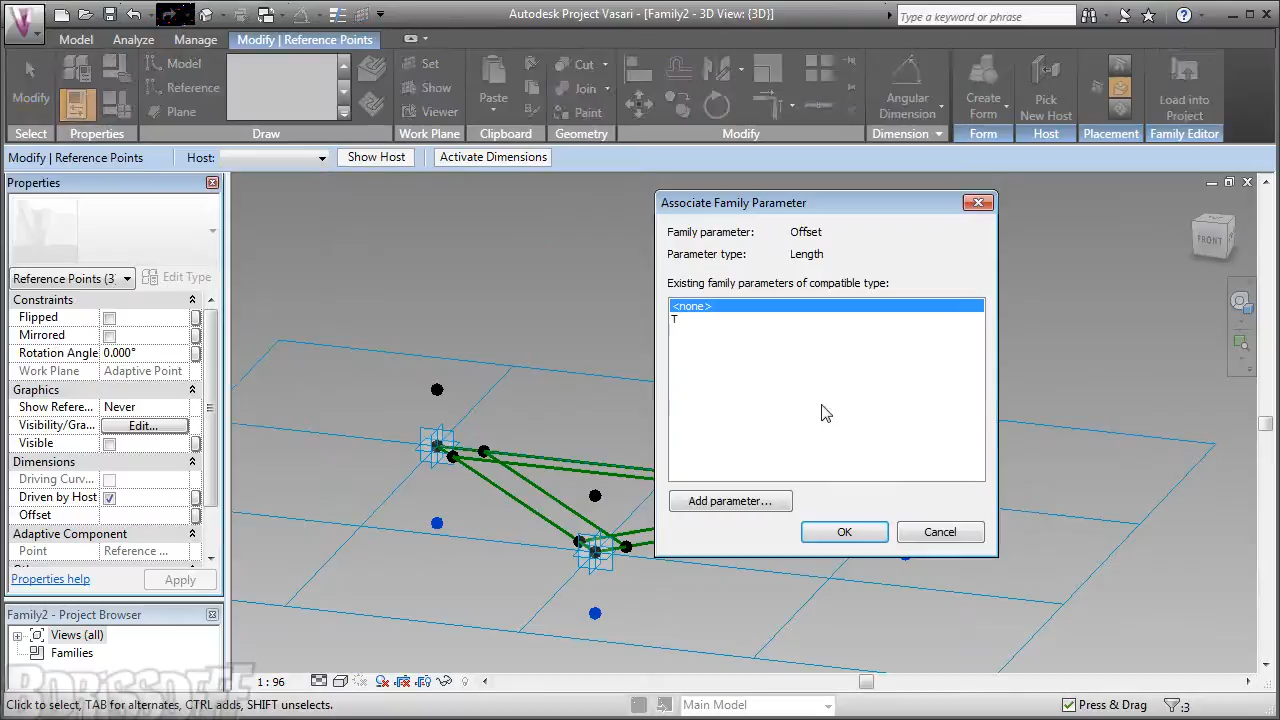 Autodesk Project Vasari - [Family2 - 3D View: {3D}]
Type a keyword or phrase
Model Analyze Manage Modify | Reference Points
Modify
Model
Reference
Plane
Set
Show
Viewer
Paste
Cut
Join
Paint
Angular
Dimension
Create
Form
Pick
New Host
Load into
Project
Select Properties Draw Work Plane Clipboard Geometry Modify Dimension Form Host Placement Family Editor
Modify | Reference Points Host: Show Host Activate Dimensions
Properties
Reference Points (3 Edit Type
Constraints
Flipped
Mirrored
Rotation Angle 0.000°
Work Plane Adaptive Point
Graphics
Show Refere... Never
Visibility/Gra... Edit...
Visible
Dimensions
Driving Curv...
Driven by Host
Offset
Adaptive Component
Point Reference ...
Properties help Apply
Family2 - Project Browser
Views (all)
Families
Associate Family Parameter
Family parameter: Offset
Parameter type: Length
Existing family parameters of compatible type:
<none>
T
Add parameter...
OK Cancel
FRONT
BORISSOFF
1 : 96
Click to select, TAB for alternates, CTRL adds, SHIFT unselects.
Main Model
Press & Drag
:3